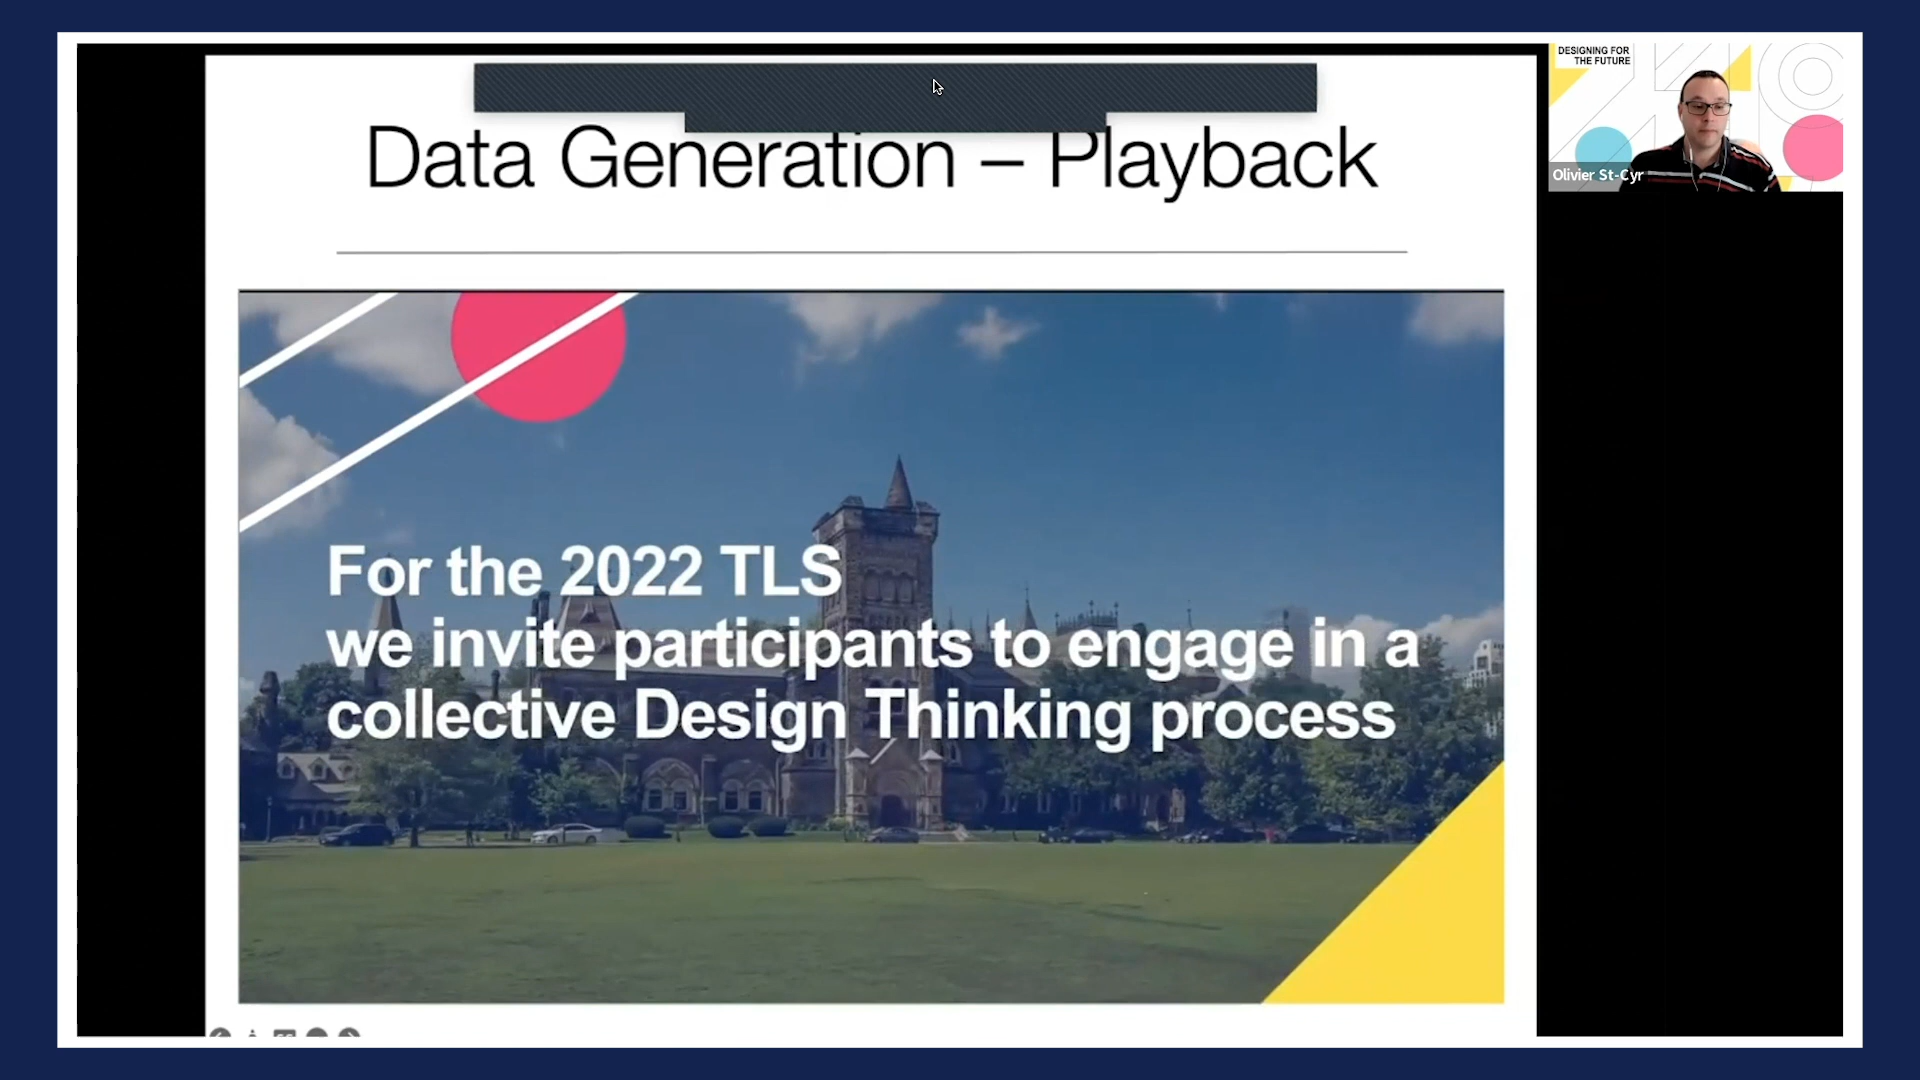 Data Generation – Playback
For the 2022 TLS
we invite participants to engage in a
collective Design Thinking process
DESIGNING FOR
THE FUTURE
Olivier St-Cyr